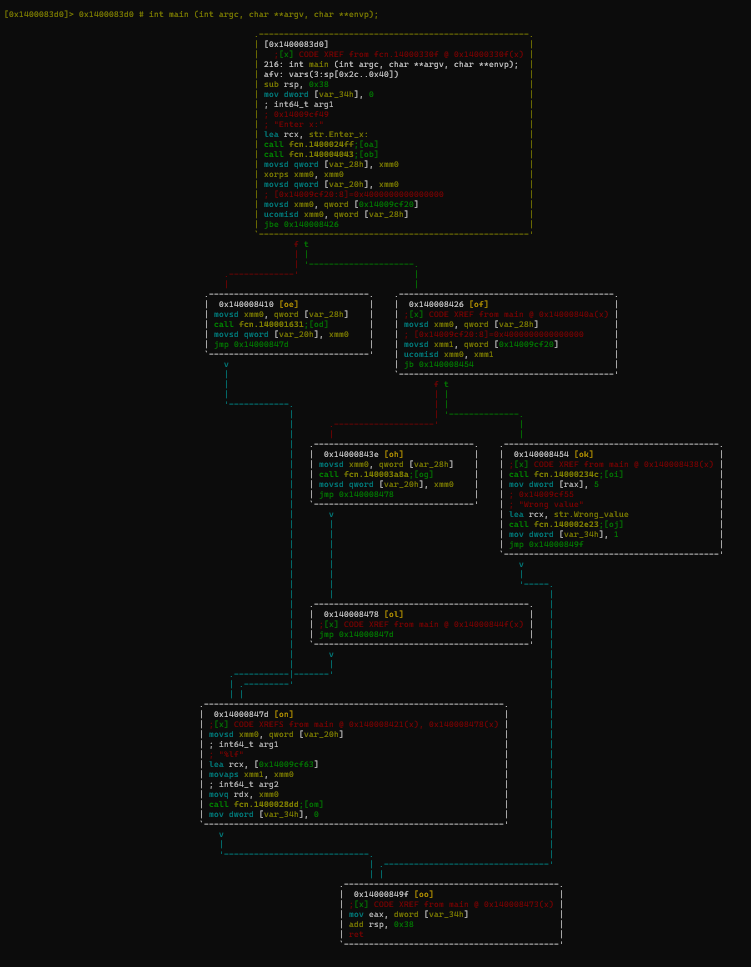 [0x1400083d0]> 0x1400083d0 # int main (int argc, char **argv, char **envp);
[0x1400083d0]
;[x] CODE XREF from fcn.14000330f @ 0x14000330f(x)
216: int main (int argc, char **argv, char **envp);
afv: vars(3:sp[0x2c..0x40])
sub rsp, 0x38
mov dword [var_34h], 0
; int64_t arg1
; 0x14009cf40
; "Enter x:"
lea rcx, str.Enter_x:
call fcn.1400024ff;[oa]
call fcn.140004043;[ob]
movsd qword [var_28h], xmm0
xorps xmm0, xmm0
movsd qword [var_20h], xmm0
; [0x14009cf20:8]=0x4000000000000000
movsd xmm0, qword [0x14009cf20]
ucomisd xmm0, qword [var_28h]
jbe 0x140008426
f t
0x140008410 [oe]
movsd xmm0, qword [var_28h]
call fcn.140001631;[od]
movsd qword [var_20h], xmm0
jmp 0x14000847d
v
0x140008426 [of]
;[x] CODE XREF from main @ 0x14000840a(x)
movsd xmm0, qword [var_28h]
; [0x14009cf20:8]=0x4000000000000000
movsd xmm1, qword [0x14009cf20]
ucomisd xmm0, xmm1
jb 0x140008454
f t
0x14000843e [oh]
movsd xmm0, qword [var_28h]
call fcn.140003a8a;[og]
movsd qword [var_20h], xmm0
jmp 0x140008478
v
0x140008454 [ok]
;[x] CODE XREF from main @ 0x140008438(x)
call fcn.14000234c;[oi]
mov dword [rax], 5
; 0x14009cf55
; "Wrong value"
lea rcx, str.Wrong_value
call fcn.140002e23;[oj]
mov dword [var_34h], 1
jmp 0x14000849f
v
0x140008478 [ol]
;[x] CODE XREF from main @ 0x14000844f(x)
jmp 0x14000847d
v
0x14000847d [on]
;[x] CODE XREFS from main @ 0x140008421(x), 0x140008478(x)
movsd xmm0, qword [var_20h]
; int64_t arg1
; "%lf"
lea rcx, [0x14009cf63]
movaps xmm1, xmm0
; int64_t arg2
movq rdx, xmm0
call fcn.1400028dd;[om]
mov dword [var_34h], 0
v
0x14000849f [oo]
;[x] CODE XREF from main @ 0x140008473(x)
mov eax, dword [var_34h]
add rsp, 0x38
ret